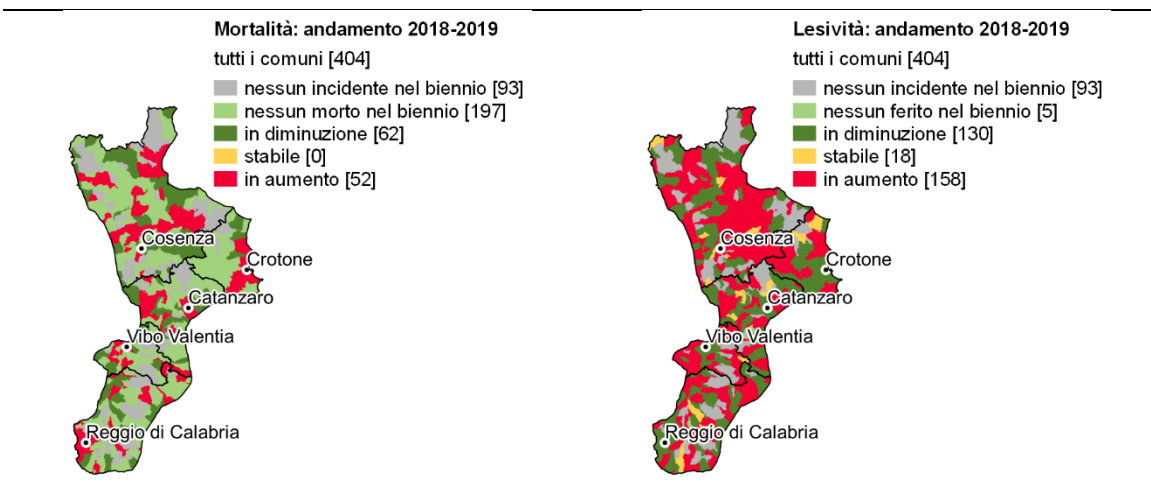 Mortalità: andamento 2018-2019
tutti i comuni [404]
nessun incidente nel biennio [93]
nessun morto nel biennio [197]
in diminuzione [62]
stabile [0]
in aumento [52]
Cosenza
Crotone
Catanzaro
Vibo Valentia
Reggio di Calabria
Lesività: andamento 2018-2019
tutti i comuni [404]
nessun incidente nel biennio [93]
nessun ferito nel biennio [5]
in diminuzione [130]
stabile [18]
in aumento [158]
Cosenza
Crotone
Catanzaro
Vibo Valentia
Reggio di Calabria